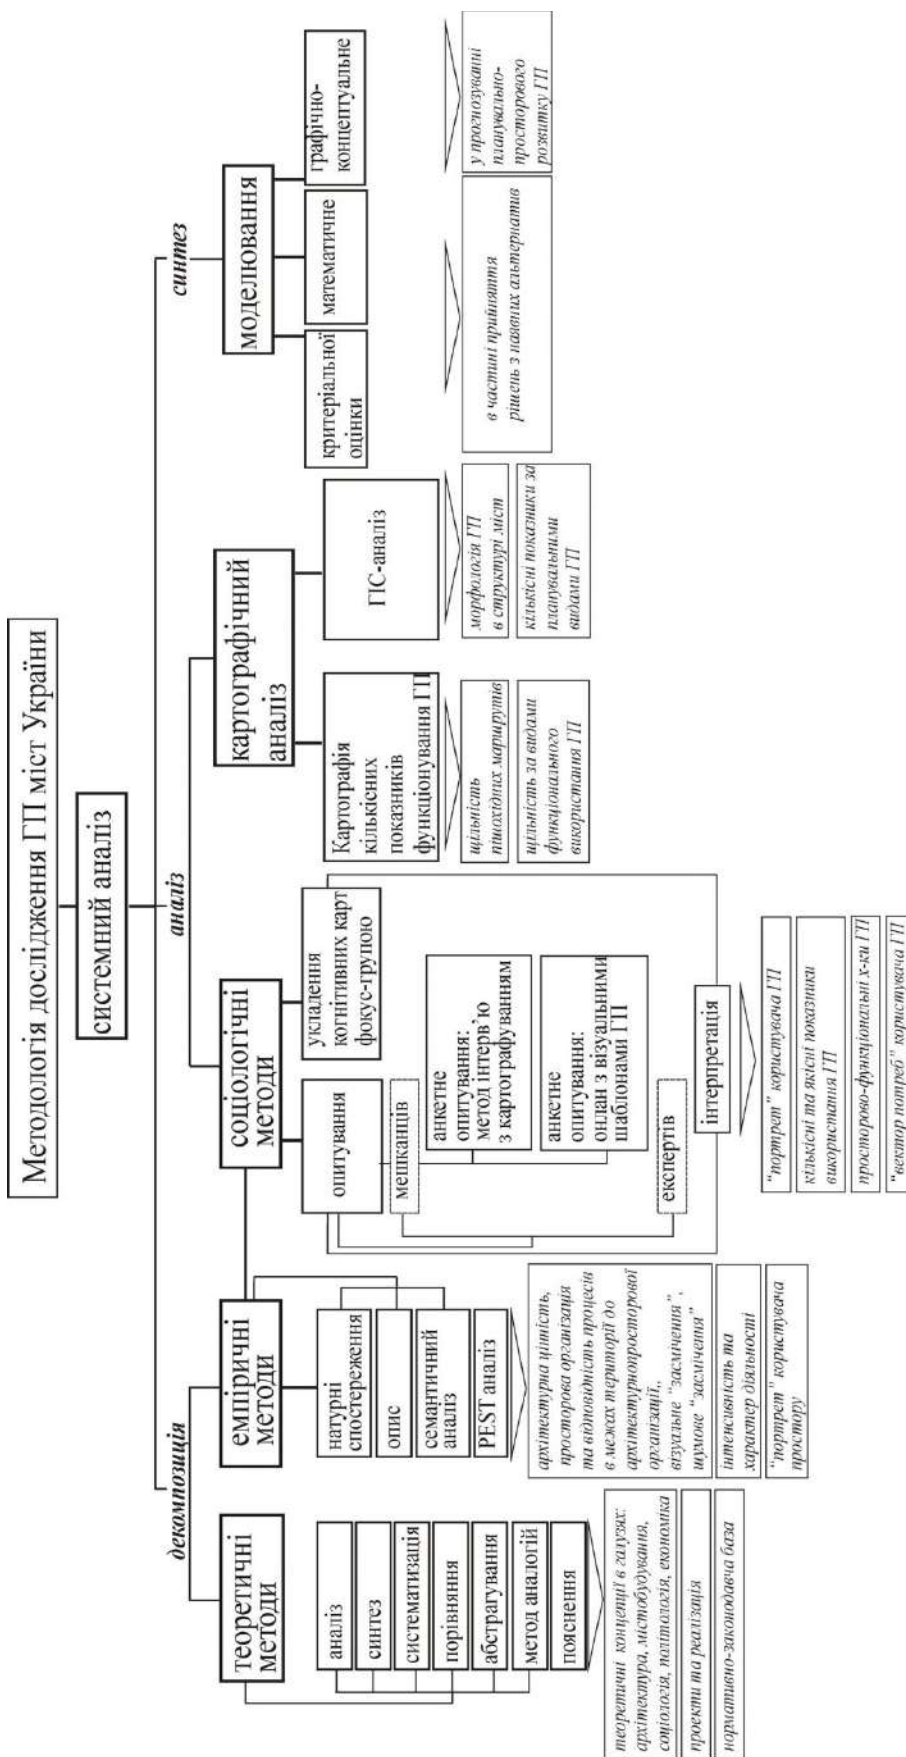 Методологія дослідження ГП міст України
системний аналіз
декомпозиція
аналіз
синтез
теоретичні
методи
аналіз
синтез
систематизація
порівняння
абстрагування
метод аналогій
пояснення
теоретичні концепції в галузях:
архітектура, містобудування,
соціологія, політологія, економіка
проекти та реалізація
нормативно-законодавча база
емпіричні
методи
натурні
спостереження
опис
семантичний
аналіз
PEST аналіз
архітектурна цінність,
просторова організація
та відповідність процесів
в межах території до
архітектурнопросторової
організації,,
візуальне "засмічення",
шумове "засмічення"
інтенсивність та
характер діяльності
"портрет" користувача
простору
соціологічні
методи
опитування
мешканців
анкетне
опитування:
метод інтерв'ю
з картографуванням
анкетне
опитування:
онлан з візуальними
шаблонами ГП
експертів
укладення
когнітивних карт
фокус-групою
інтерпретація
"портрет" користувача ГП
кількісні та якісні показники
використання ГП
просторово-функціональні х-ки ГП
"вектор потреб" користувача ГП
картографічний
аналіз
Картографія
кількісних
показників
функціонування ГП
щільність
пішохідних маршрутів
щільність за видами
функціонального
використання ГП
ГІС-аналіз
морфологія ГП
в структурі міст
кількісні показники за
планувальними
видами ГП
моделювання
критеріальної
оцінки
математичне
графічно-
концептуальне
в частині прийняття
рішень з наявних альтернатив
у прогнозуванні
планувально-
просторового
розвитку ГП